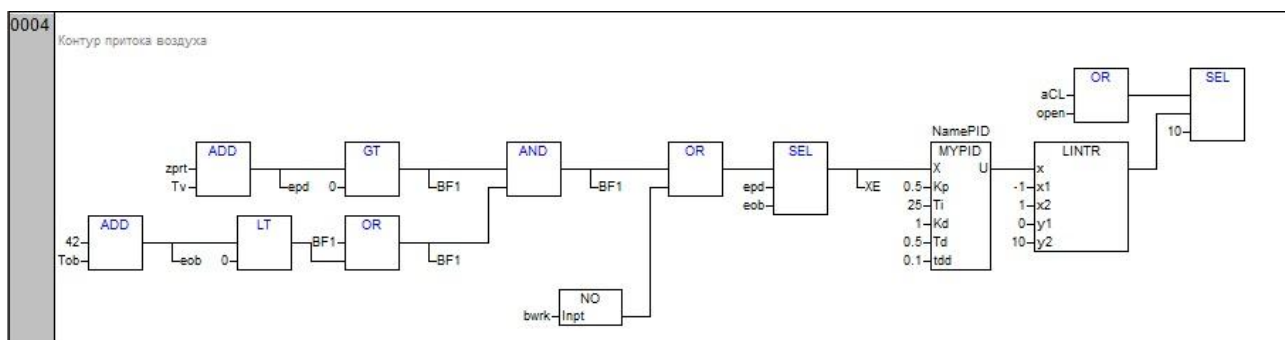 0004
Контур притока воздуха
OR
SEL
aCL
open
10
NamePID
ADD
GT
AND
OR
SEL
MYPID
LINTR
zprt
Tv
epd
0
BF1
BF1
epd
eob
XE
X U
0.5 Kp
25 Ti
1 Kd
0.5 Td
0.1 tdd
x
-1 x1
1 x2
0 y1
10 y2
ADD
LT
OR
42
Tob
eob
0
BF1
BF1
NO
bwrk Inpt